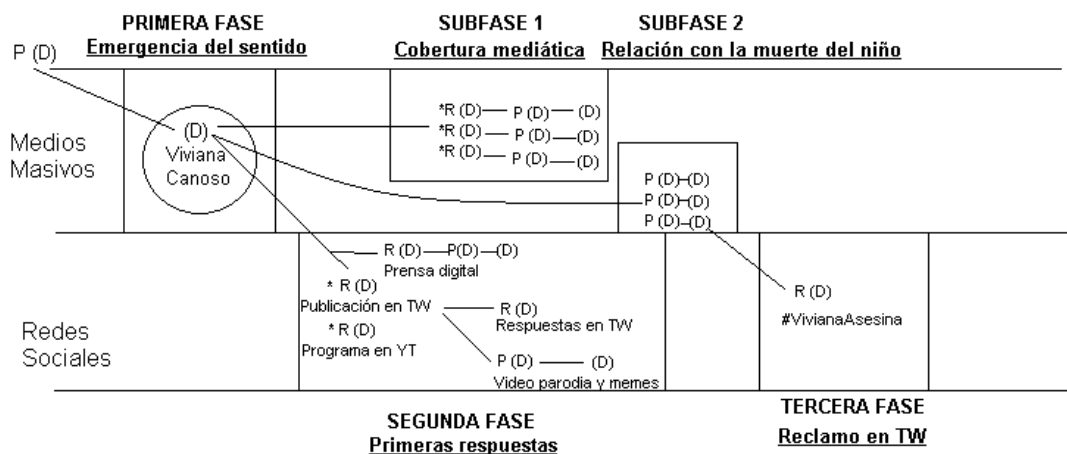 PRIMERA FASE
Emergencia del sentido
SUBFASE 1
Cobertura mediática
SUBFASE 2
Relación con la muerte del niño
P (D)
Medios
Masivos
(D)
Viviana
Canoso
*R (D) P (D) (D)
*R (D) P (D) (D)
*R (D) P (D) (D)
P (D) (D)
P (D) (D)
P (D) (D)
Redes
Sociales
R (D) P(D) (D)
Prensa digital
* R (D)
Publicación en TW
* R (D)
Programa en YT
R (D)
Respuestas en TW
P (D) (D)
Video parodia y memes
R (D)
#VivianaAsesina
SEGUNDA FASE
Primeras respuestas
TERCERA FASE
Reclamo en TW